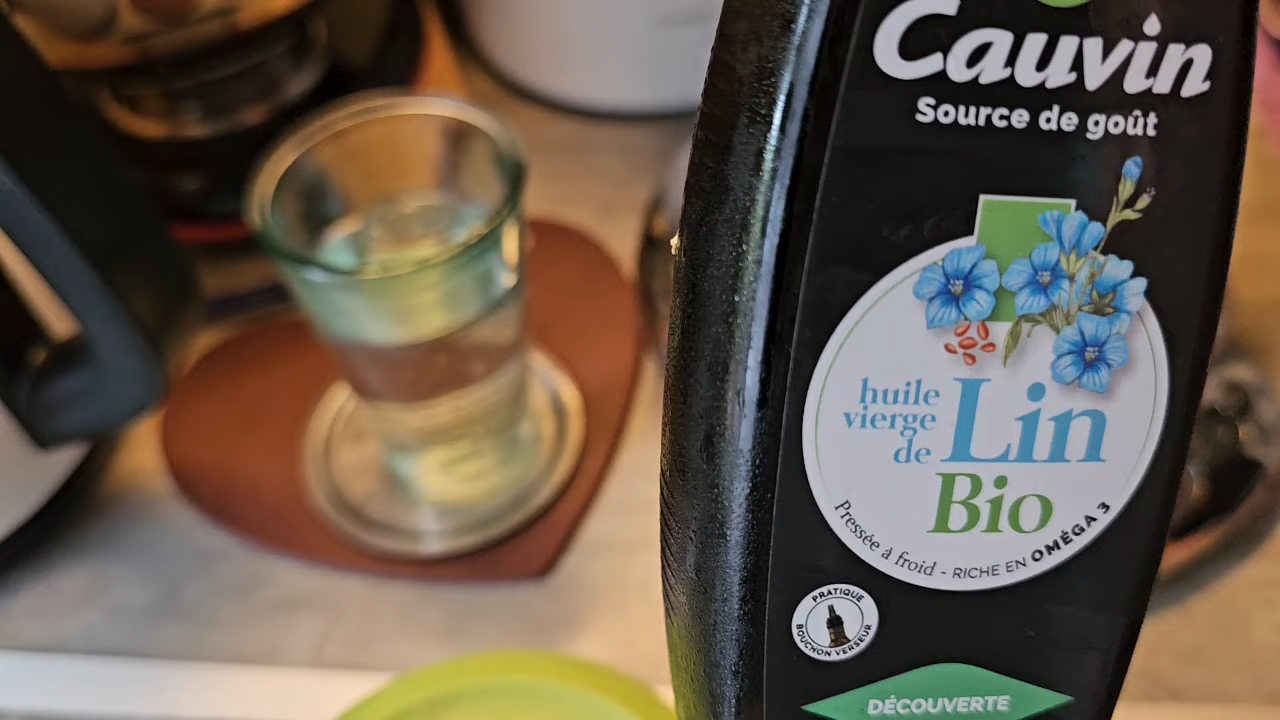 Cauvin
Source de goût
huile
vierge
de
Lin
Bio
Pressée à froid - RICHE EN OMÉGA 3
PRATIQUE
BOUCHON VERSEUR
DÉCOUVERTE